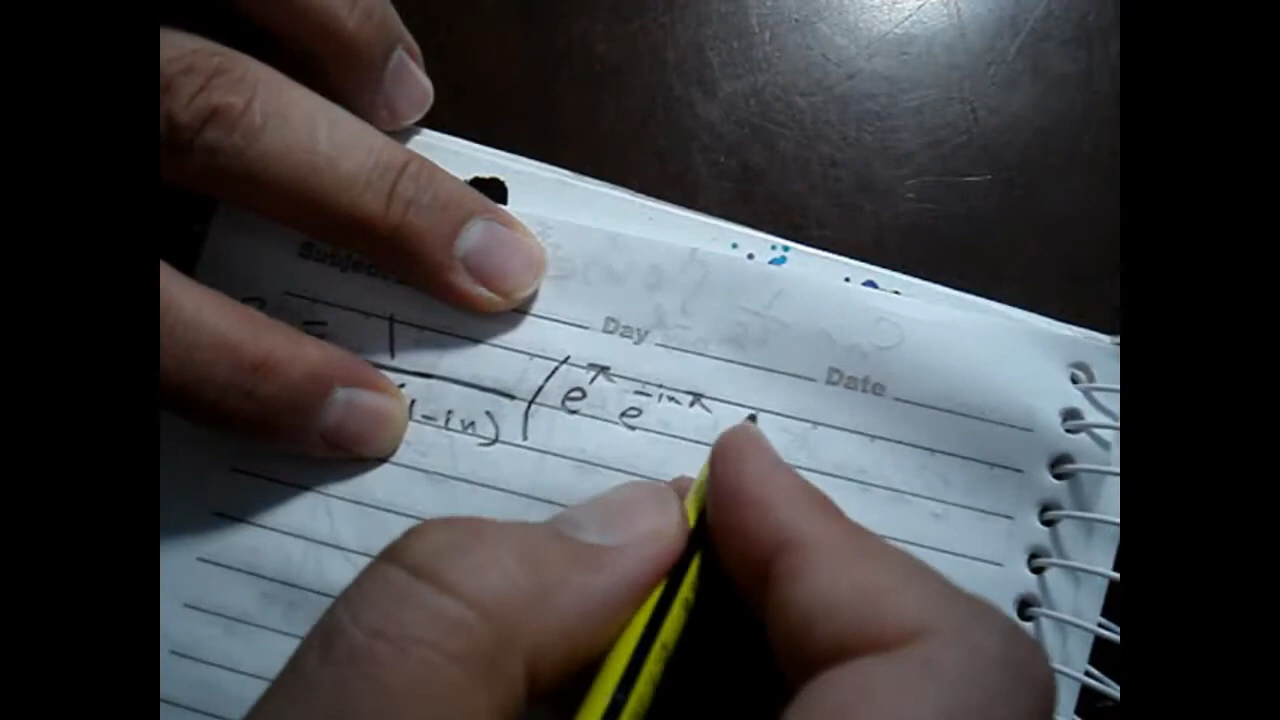 Subject
Day Date
= 1
(1-in) ( e^π e^-inπ